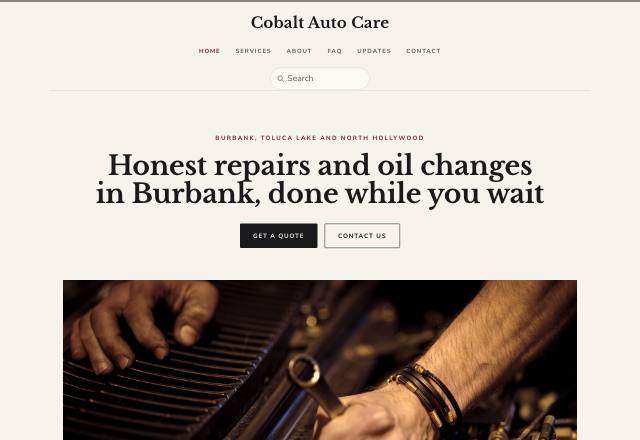 Cobalt Auto Care
HOME SERVICES ABOUT FAQ UPDATES CONTACT
Search
BURBANK, TOLUCA LAKE AND NORTH HOLLYWOOD
Honest repairs and oil changes
in Burbank, done while you wait
GET A QUOTE CONTACT US